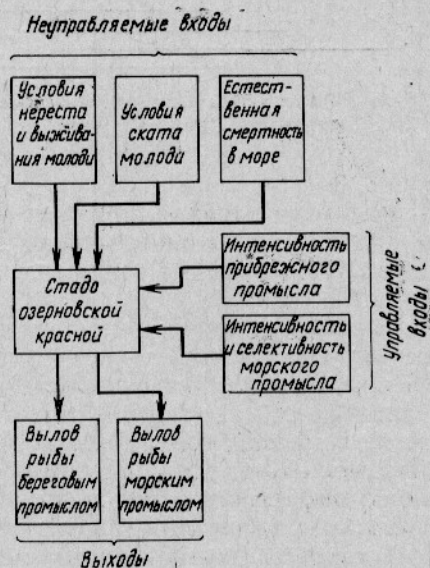 Неуправляемые входы
Условия
нереста
и выжива-
ния молоди
Условия
ската
молоди
Естест-
венная
смертность
в море
Интенсивность
прибрежного
промысла
Стадо
озерновской
красной
Интенсивность
и селективность
морского
промысла
Управляемые
входы
Вылов
рыбы
береговым
промыслом
Вылов
рыбы
морским
промыслом
Выходы